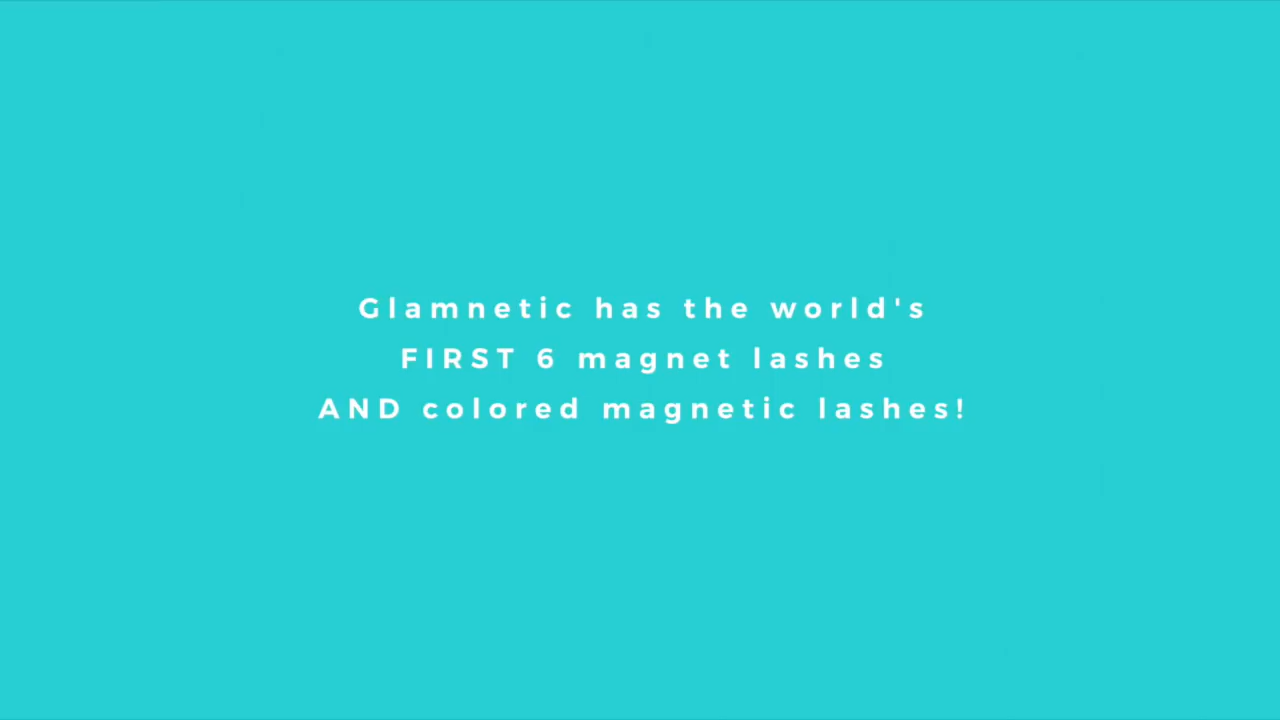 Glamnetic has the world's
FIRST 6 magnet lashes
AND colored magnetic lashes!